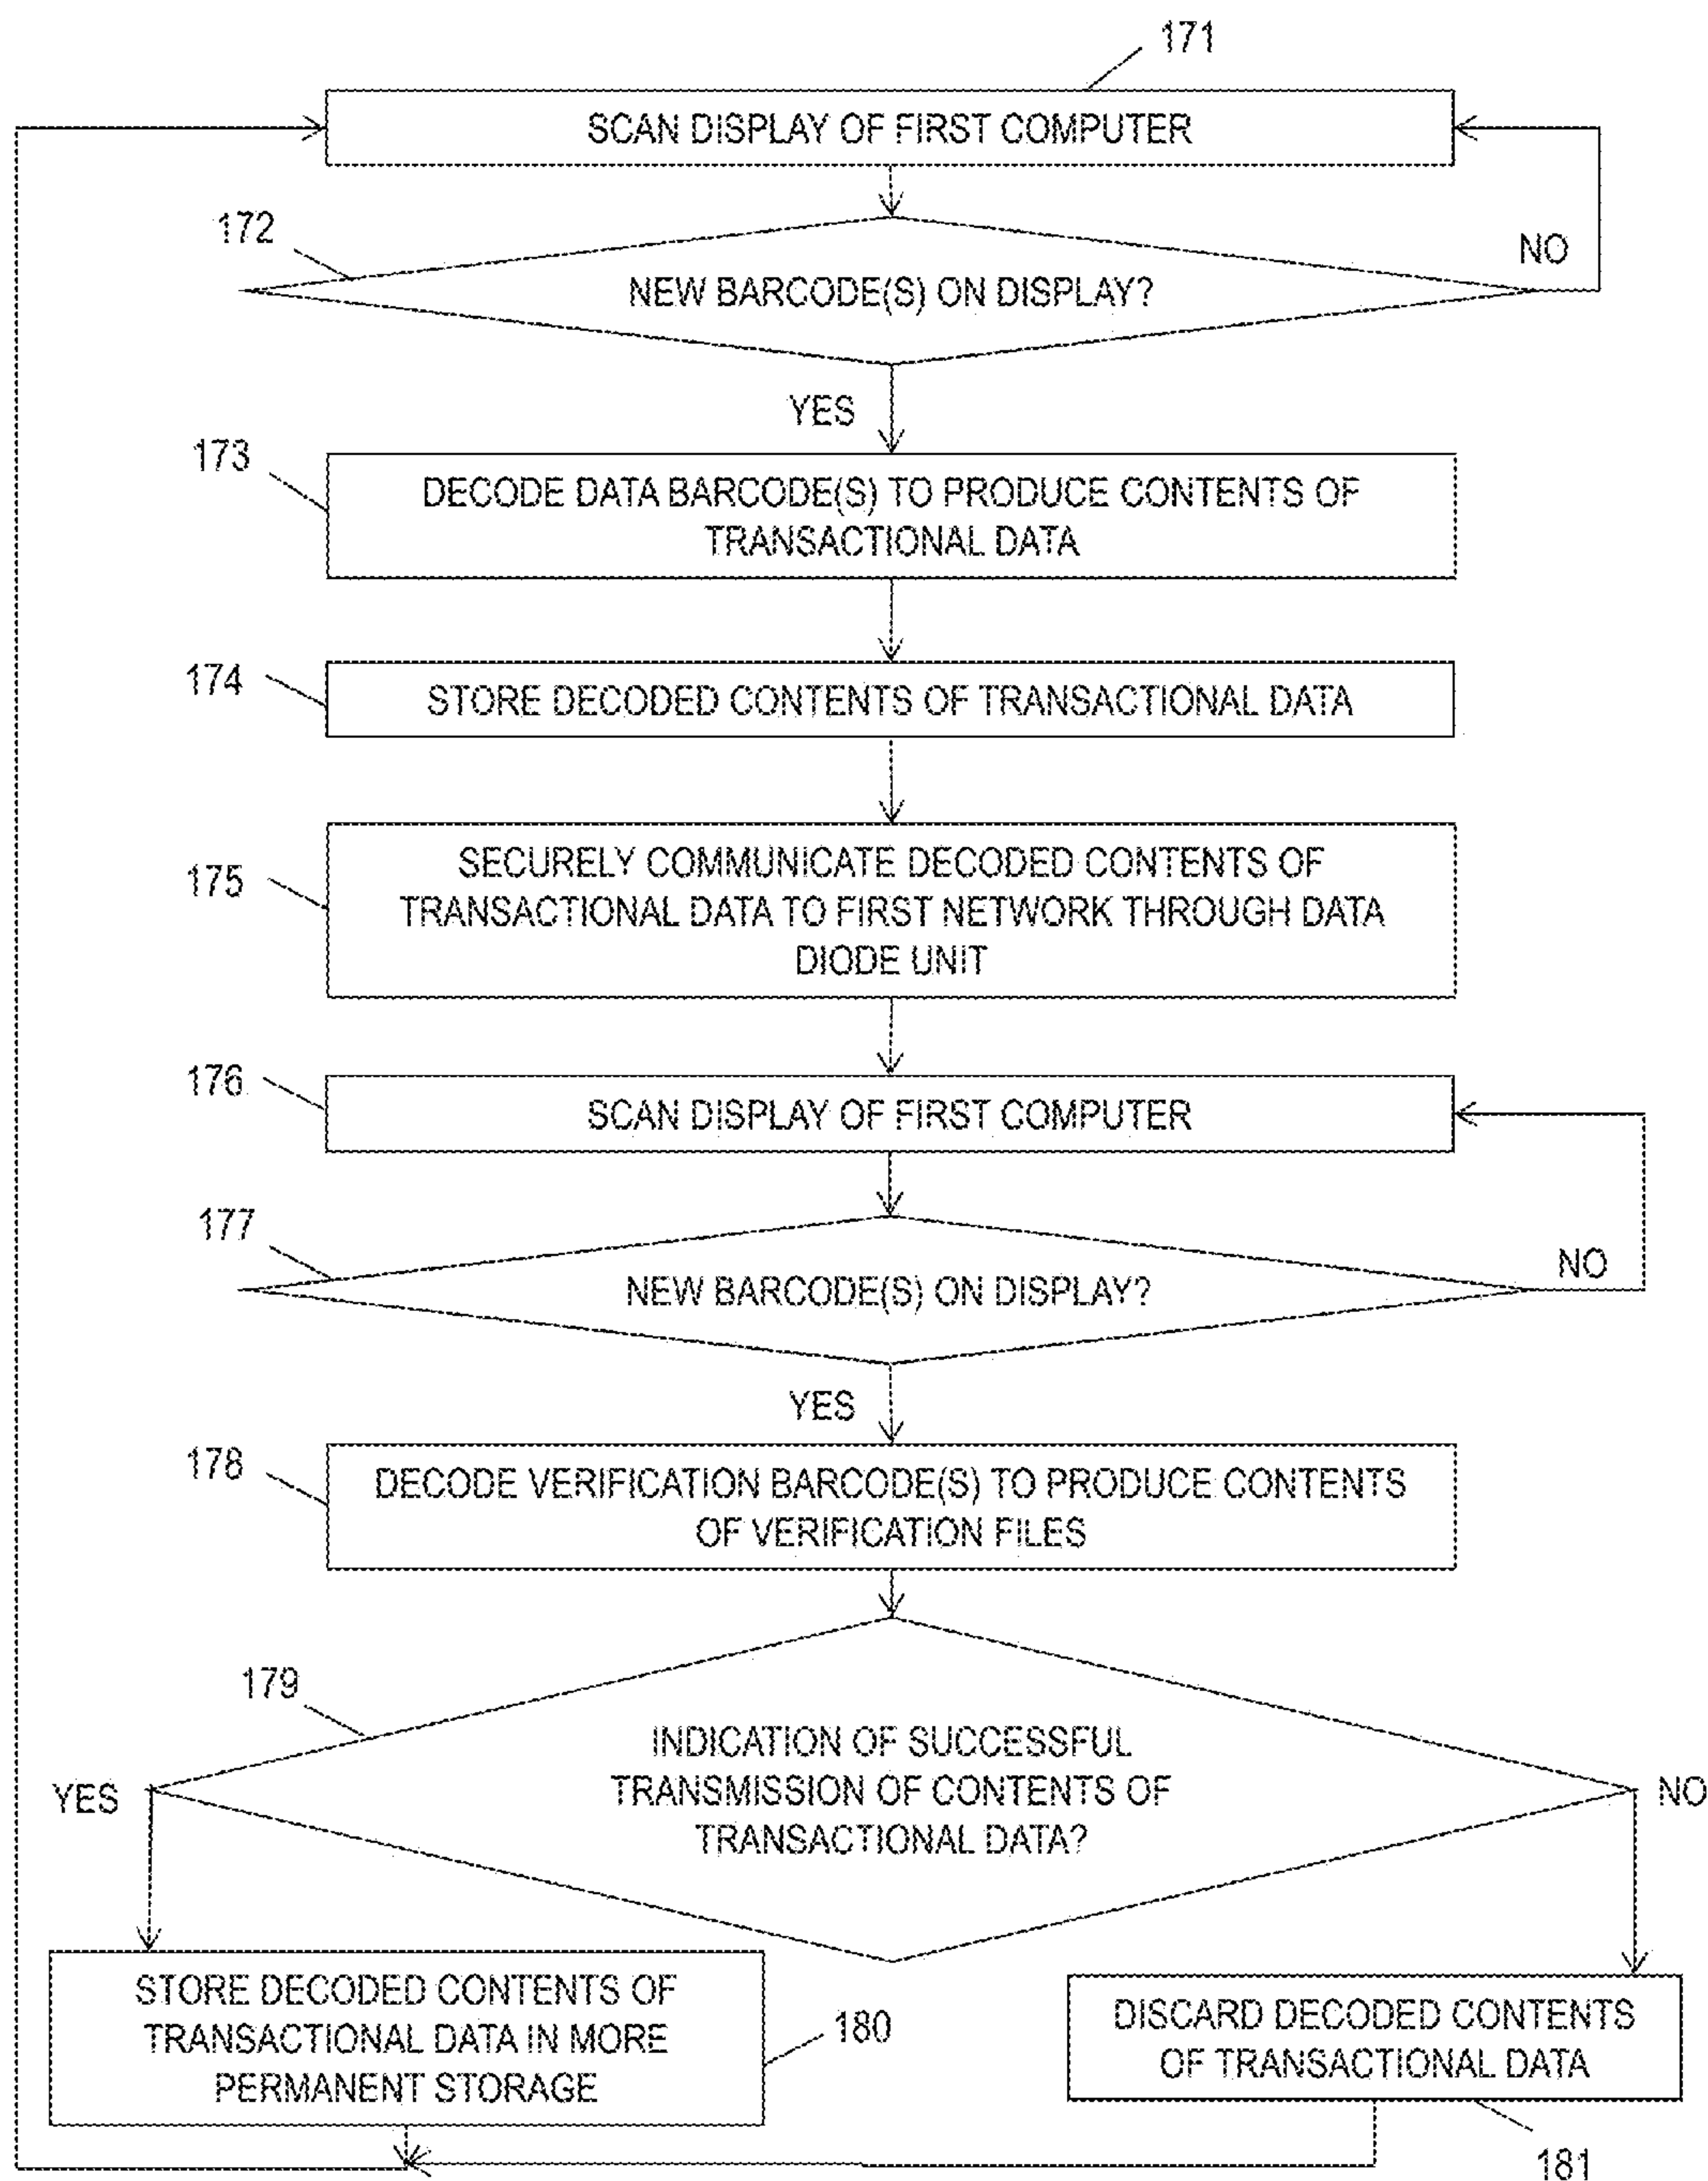 171
SCAN DISPLAY OF FIRST COMPUTER
172
NO
NEW BARCODE(S) ON DISPLAY?
YES
173
DECODE DATA BARCODE(S) TO PRODUCE CONTENTS OF
TRANSACTIONAL DATA
174
STORE DECODED CONTENTS OF TRANSACTIONAL DATA
175
SECURELY COMMUNICATE DECODED CONTENTS OF
TRANSACTIONAL DATA TO FIRST NETWORK THROUGH DATA
DIODE UNIT
176
SCAN DISPLAY OF FIRST COMPUTER
177
NO
NEW BARCODE(S) ON DISPLAY?
YES
178
DECODE VERIFICATION BARCODE(S) TO PRODUCE CONTENTS
OF VERIFICATION FILES
179
INDICATION OF SUCCESSFUL
TRANSMISSION OF CONTENTS OF
TRANSACTIONAL DATA?
YES
NO
STORE DECODED CONTENTS OF
TRANSACTIONAL DATA IN MORE
PERMANENT STORAGE
180
DISCARD DECODED CONTENTS
OF TRANSACTIONAL DATA
181